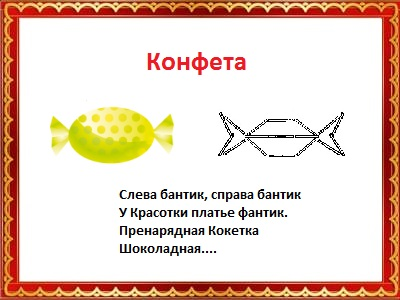 Конфета
Слева бантик, справа бантик
У Красотки платье фантик.
Пренарядная Кокетка
Шоколадная....